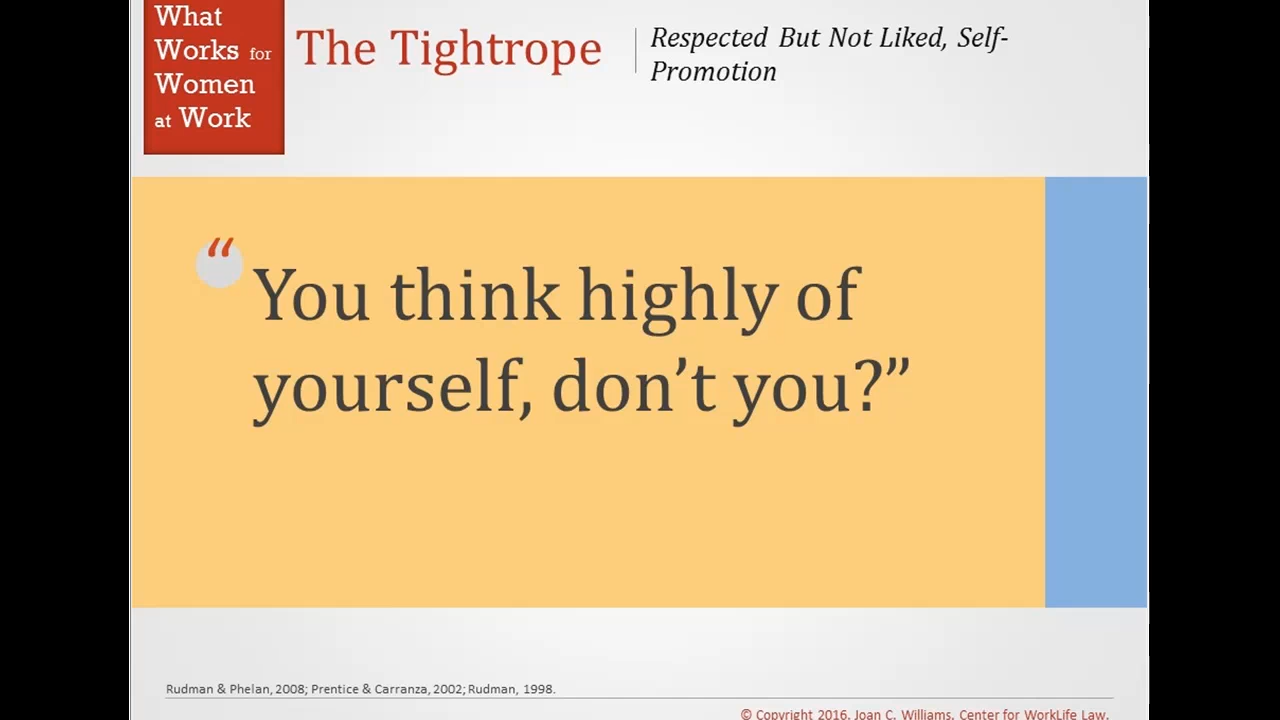 What
Works for
Women
at Work
The Tightrope
Respected But Not Liked, Self-
Promotion
“
You think highly of
yourself, don’t you?”
Rudman & Phelan, 2008; Prentice & Carranza, 2002; Rudman, 1998.
© Copyright 2016. Joan C. Williams. Center for WorkLife Law.